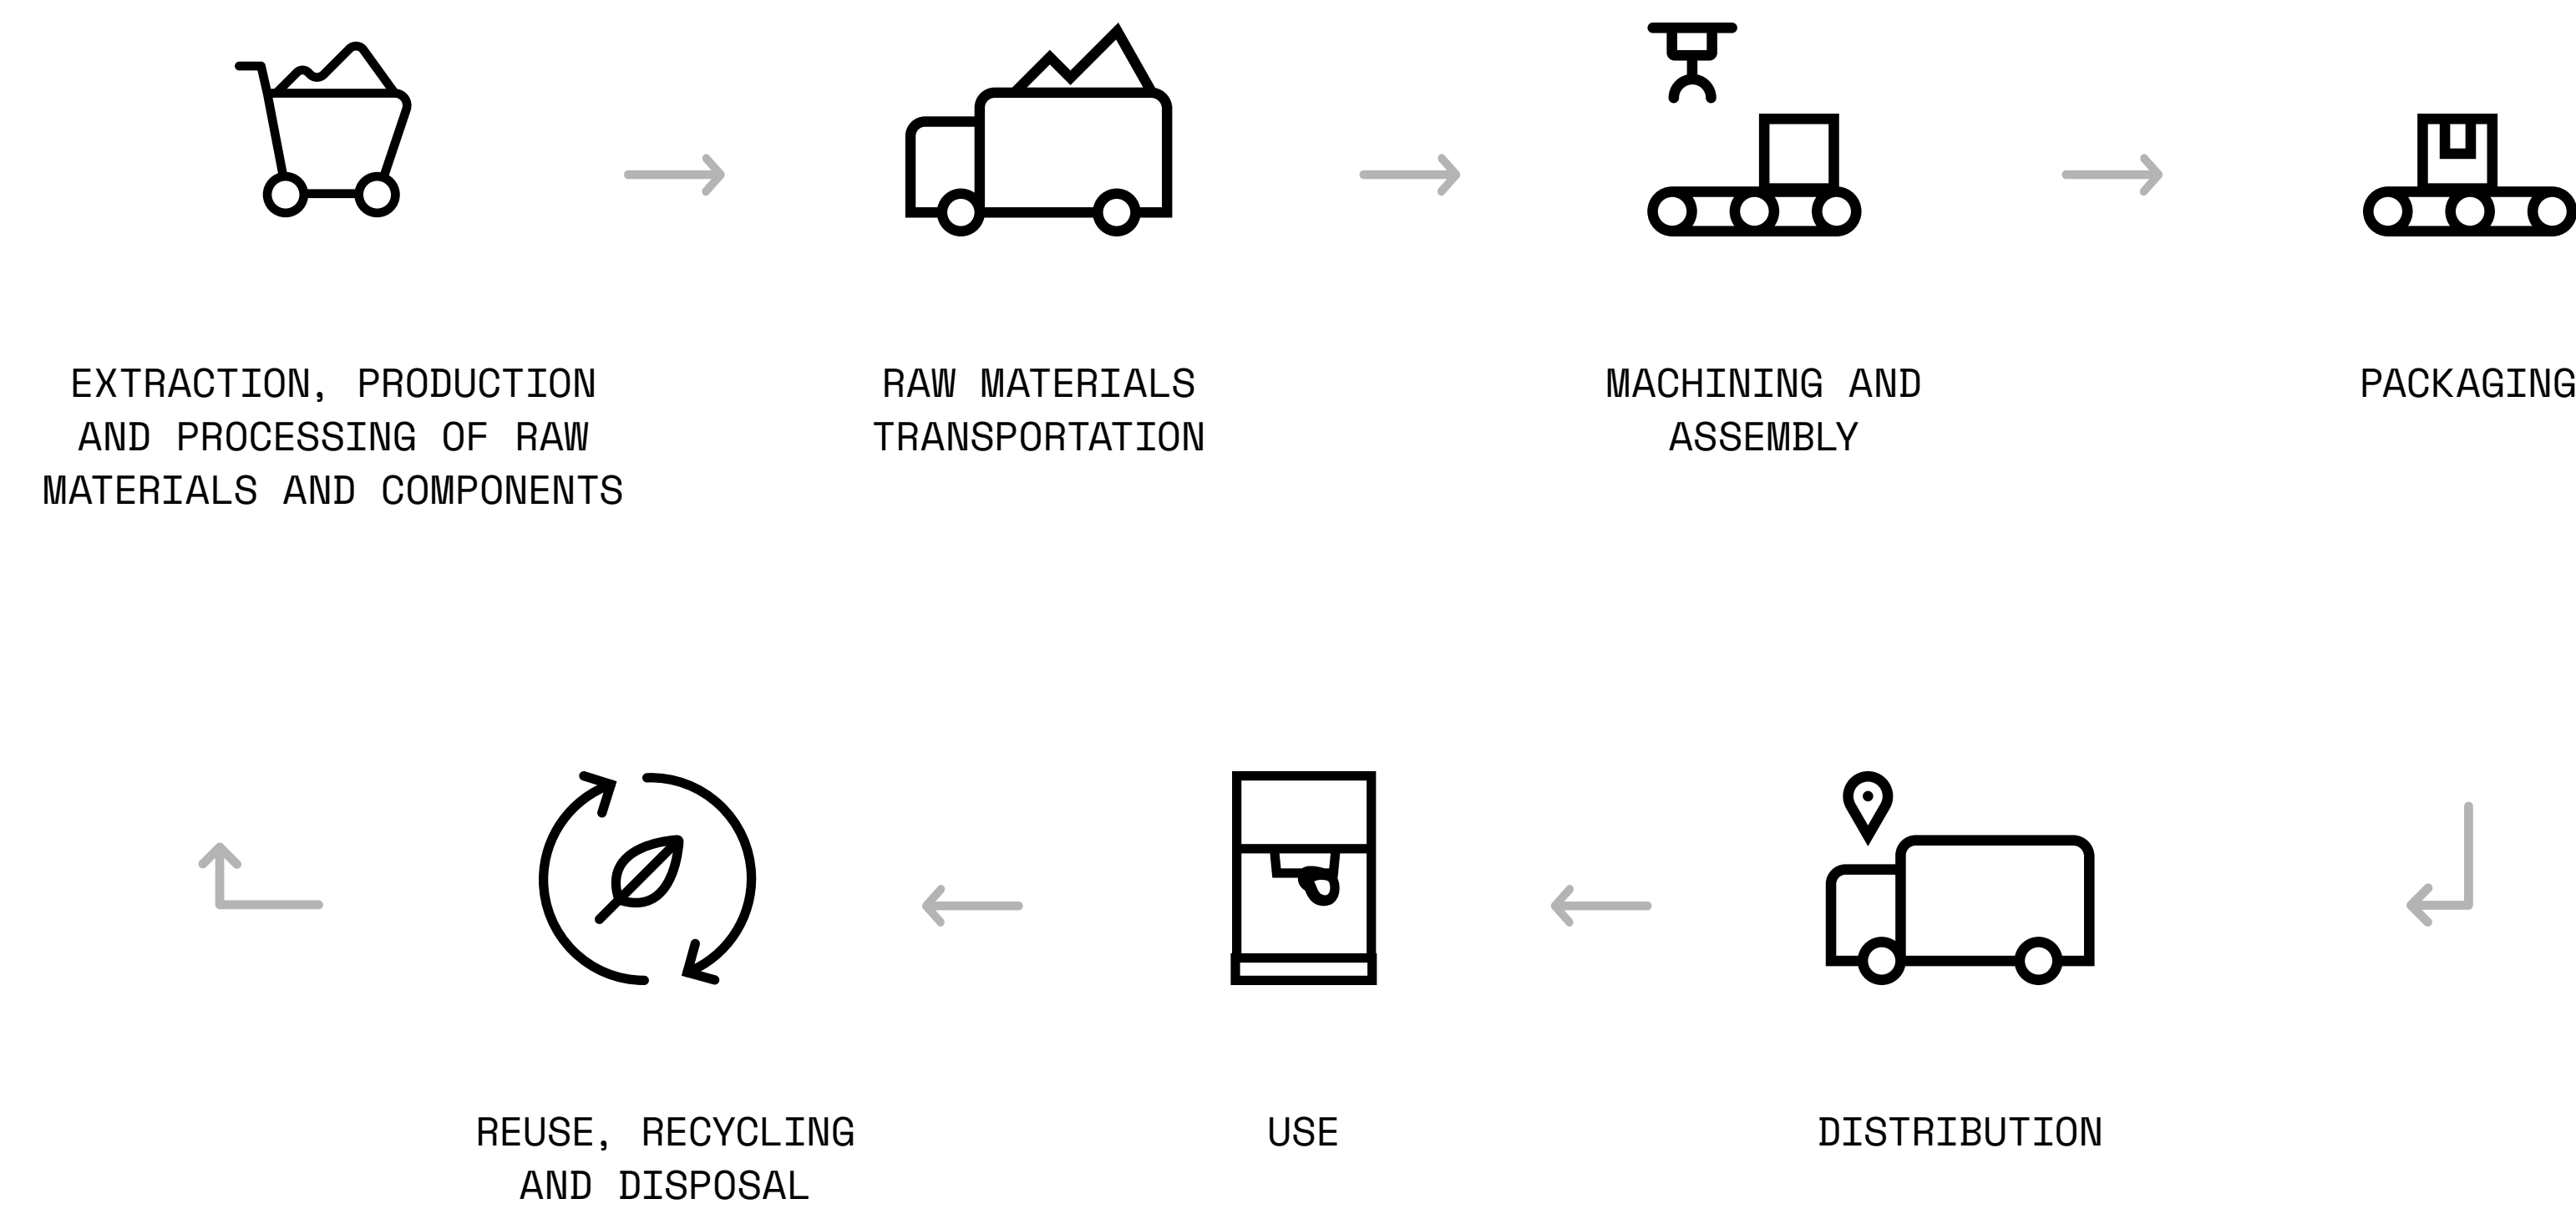 EXTRACTION, PRODUCTION
AND PROCESSING OF RAW
MATERIALS AND COMPONENTS
RAW MATERIALS
TRANSPORTATION
MACHINING AND
ASSEMBLY
PACKAGING
REUSE, RECYCLING
AND DISPOSAL
USE
DISTRIBUTION